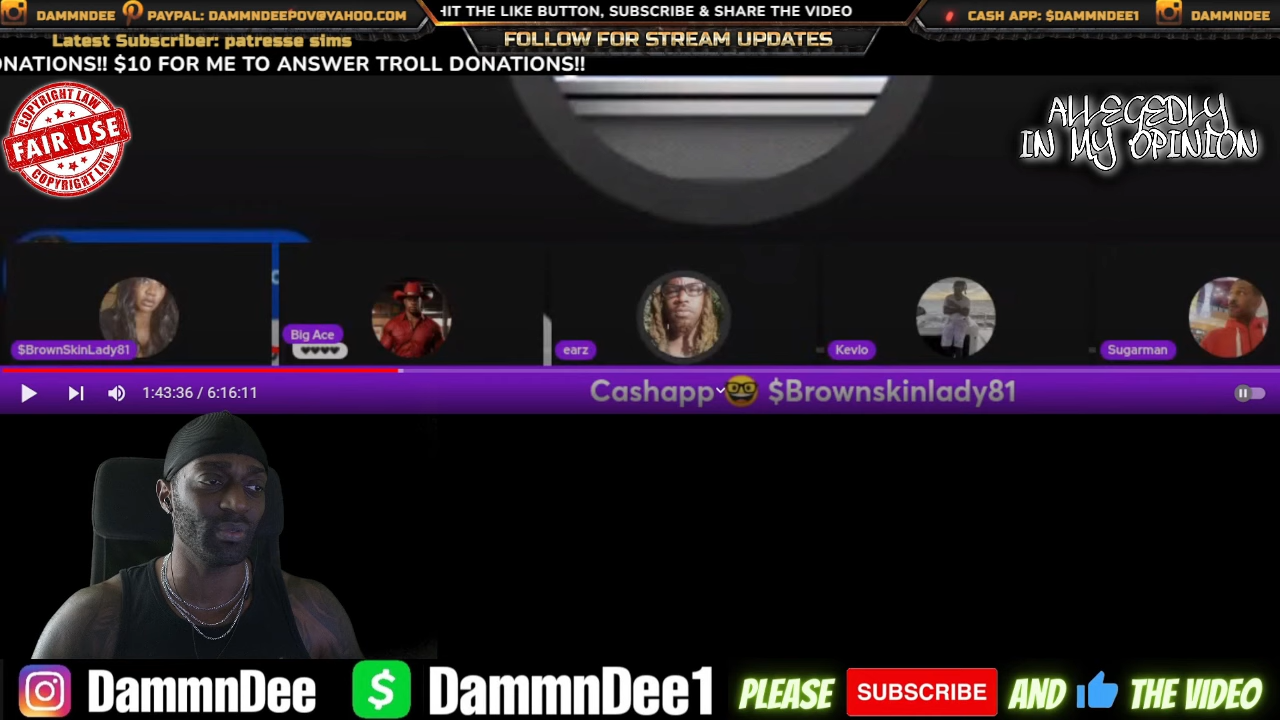 DAMMNDEE PAYPAL: DAMMNDEEPOV@YAHOO.COM
HIT THE LIKE BUTTON, SUBSCRIBE & SHARE THE VIDEO
CASH APP: $DAMMNDEE1 DAMMNDEE
Latest Subscriber: patresse sims
FOLLOW FOR STREAM UPDATES
ONATIONS!! $10 FOR ME TO ANSWER TROLL DONATIONS!!
COPYRIGHT LAW
FAIR USE
COPYRIGHT LAW
ALLEGEDLY
IN MY OPINION
$BrownSkinLady81
Big Ace
earz
Kevlo
Sugarman
1:43:36 / 6:16:11
Cashapp $Brownskinlady81
DammnDee $ DammnDee1 PLEASE SUBSCRIBE AND THE VIDEO